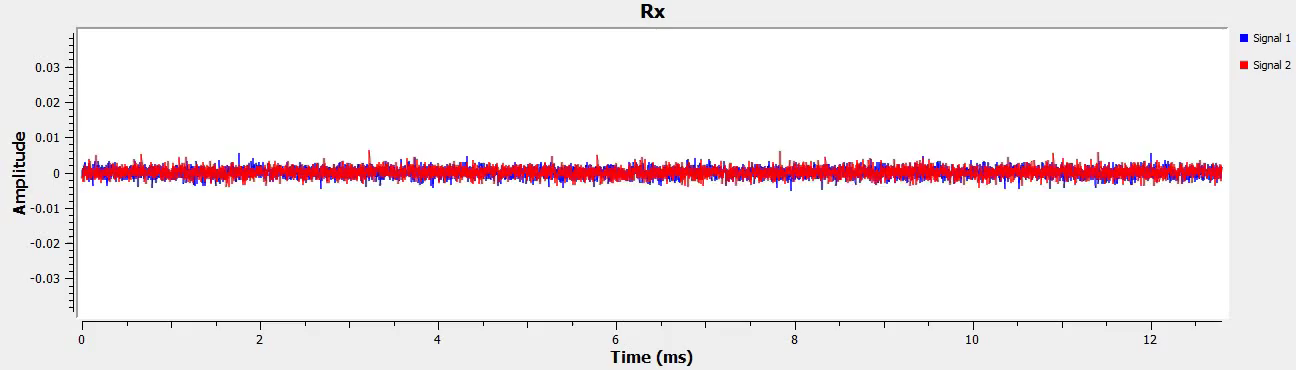 Rx
Signal 1
Signal 2
Amplitude
0.03
0.02
0.01
0
-0.01
-0.02
-0.03
0 2 4 6 8 10 12
Time (ms)